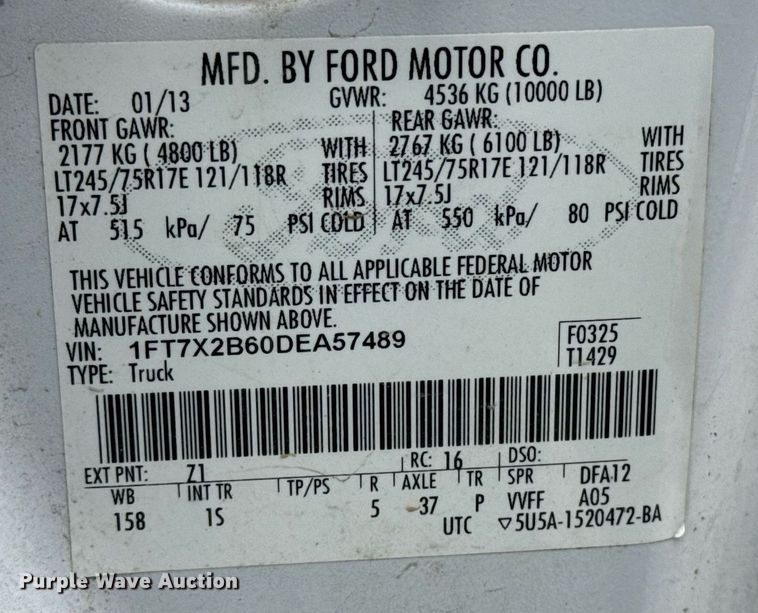 MFD. BY FORD MOTOR CO.
DATE: 01/13 GVWR: 4536 KG (10000 LB)
FRONT GAWR: REAR GAWR:
2177 KG ( 4800 LB) WITH 2767 KG ( 6100 LB) WITH
LT245/75R17E 121/118R TIRES LT245/75R17E 121/118R TIRES
17x7.5J RIMS 17x7.5J RIMS
AT 515 kPa/ 75 PSI COLD AT 550 kPa/ 80 PSI COLD
THIS VEHICLE CONFORMS TO ALL APPLICABLE FEDERAL MOTOR
VEHICLE SAFETY STANDARDS IN EFFECT ON THE DATE OF
MANUFACTURE SHOWN ABOVE.
VIN: 1FT7X2B60DEA57489 F0325
TYPE: Truck T1429
EXT PNT: Z1 RC: 16 DSO:
WB INT TR TP/PS R AXLE TR SPR DFA12
158 1S 5 37 P VVFF A05
UTC ▽5U5A-1520472-BA
Purple Wave Auction